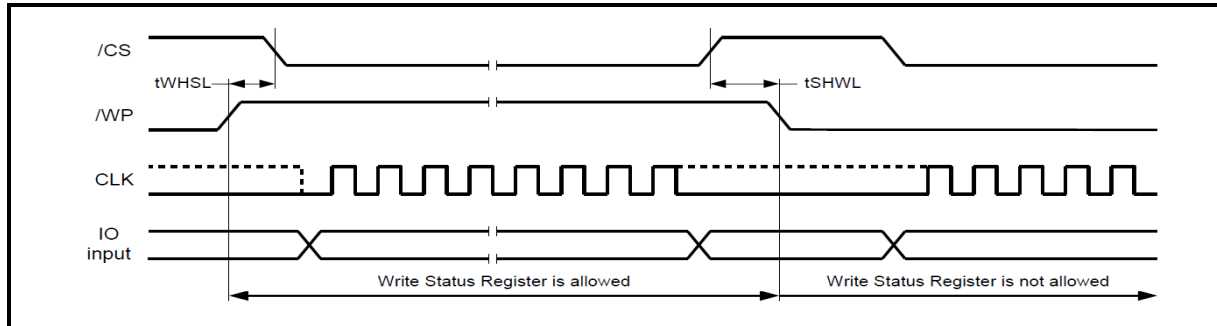 /CS
tWHSL
tSHWL
/WP
CLK
IO
input
Write Status Register is allowed
Write Status Register is not allowed